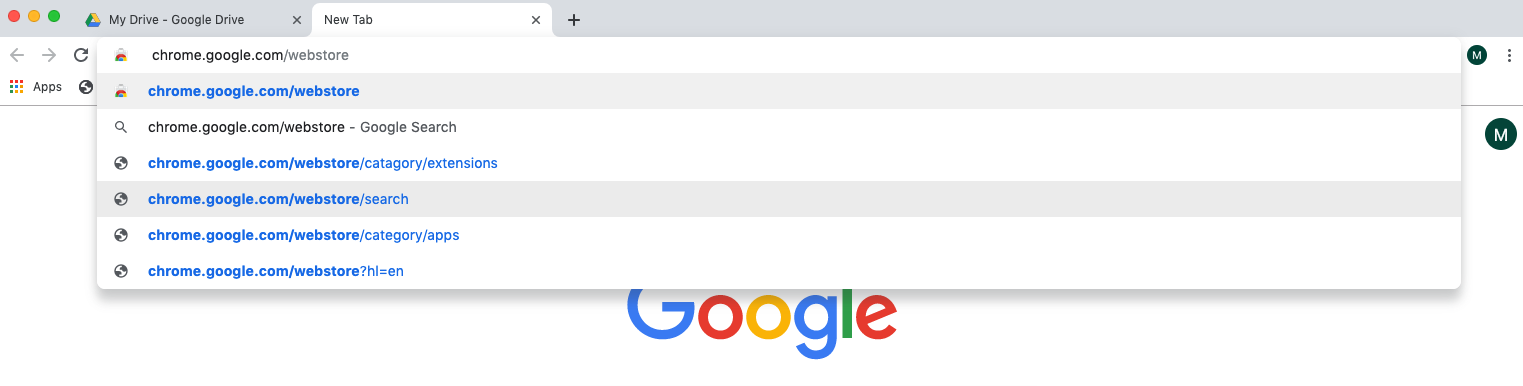 My Drive - Google Drive
New Tab
chrome.google.com/webstore
M
Apps
chrome.google.com/webstore
chrome.google.com/webstore - Google Search
M
chrome.google.com/webstore/catagory/extensions
chrome.google.com/webstore/search
chrome.google.com/webstore/category/apps
chrome.google.com/webstore?hl=en
Google